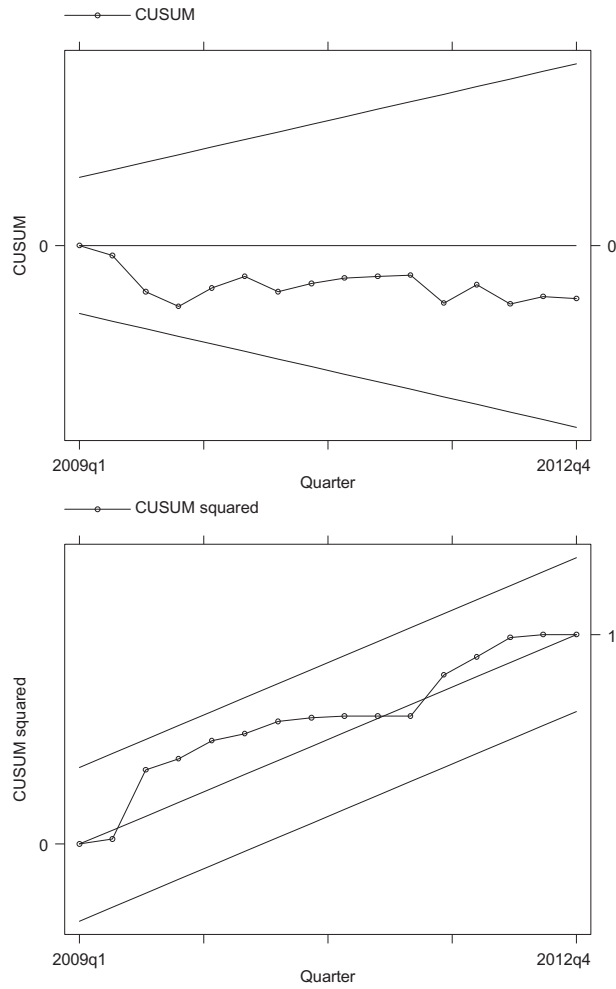 CUSUM
CUSUM
0
0
2009q1
2012q4
Quarter
CUSUM squared
CUSUM squared
1
0
2009q1
2012q4
Quarter